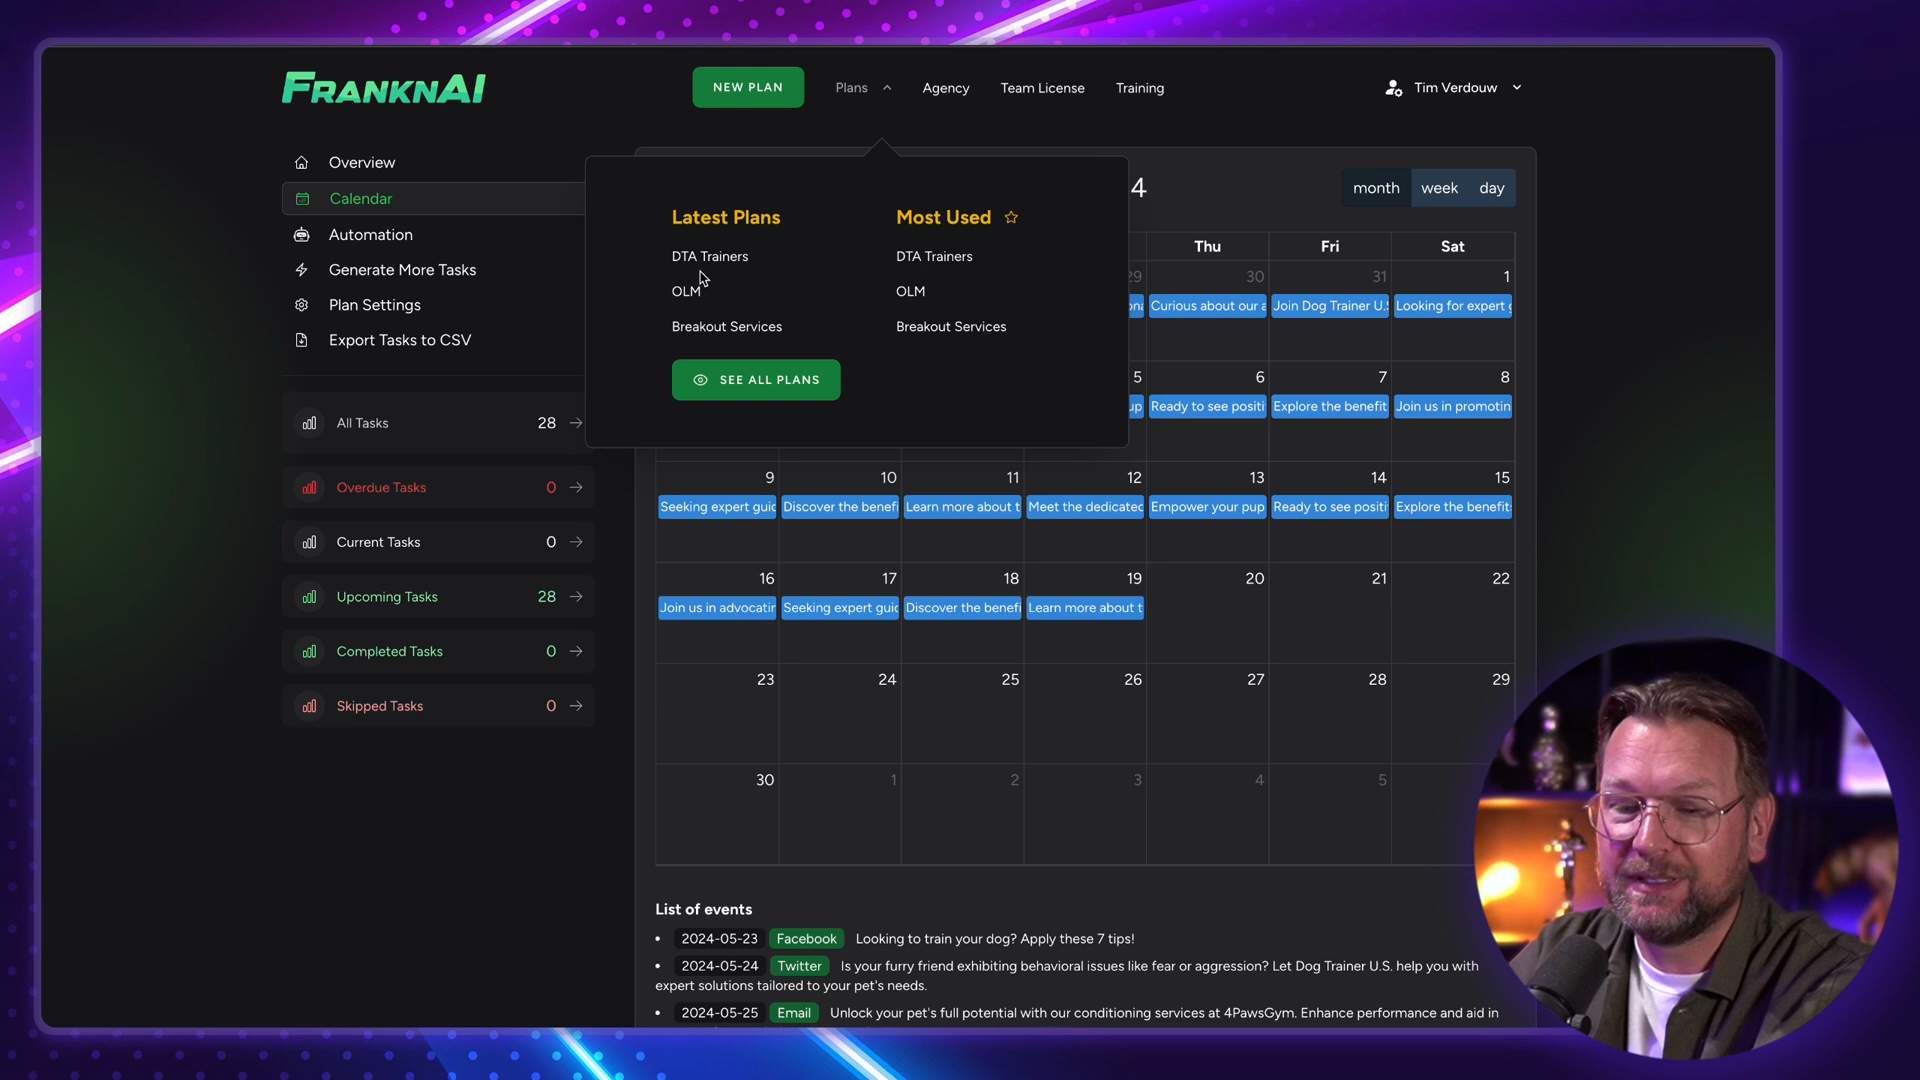 FRANKNAI
NEW PLAN
Plans
Agency
Team License
Training
Tim Verdouw
Overview
Calendar
Automation
Generate More Tasks
Plan Settings
Export Tasks to CSV
All Tasks 28
Overdue Tasks 0
Current Tasks 0
Upcoming Tasks 28
Completed Tasks 0
Skipped Tasks 0
Latest Plans
DTA Trainers
OLM
Breakout Services
SEE ALL PLANS
Most Used
DTA Trainers
OLM
Breakout Services
4
month week day
Thu Fri Sat
29 30 31 1
Curious about our a Join Dog Trainer U.S Looking for expert g
5 6 7 8
up Ready to see positi Explore the benefit Join us in promotin
9 10 11 12 13 14 15
Seeking expert guid Discover the benefi Learn more about t Meet the dedicated Empower your pup Ready to see positi Explore the benefits
16 17 18 19 20 21 22
Join us in advocatin Seeking expert guid Discover the benefi Learn more about t
23 24 25 26 27 28 29
30 1 2 3 4 5
List of events
• 2024-05-23 Facebook Looking to train your dog? Apply these 7 tips!
• 2024-05-24 Twitter Is your furry friend exhibiting behavioral issues like fear or aggression? Let Dog Trainer U.S. help you with
expert solutions tailored to your pet's needs.
• 2024-05-25 Email Unlock your pet's full potential with our conditioning services at 4PawsGym. Enhance performance and aid in